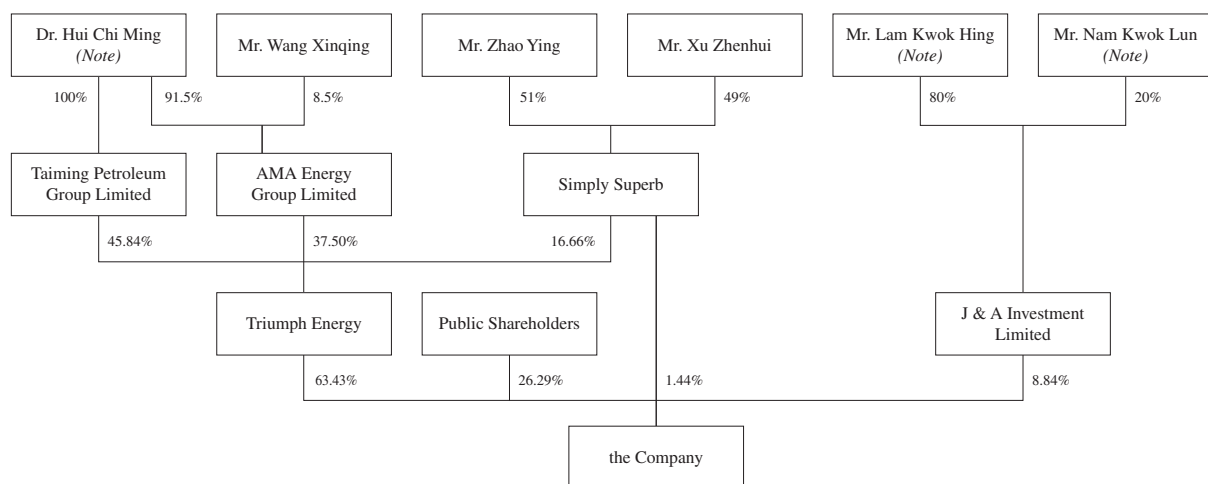 Dr. Hui Chi Ming
(Note)
Mr. Wang Xinqing
Mr. Zhao Ying
Mr. Xu Zhenhui
Mr. Lam Kwok Hing
(Note)
Mr. Nam Kwok Lun
(Note)
100%
91.5%
8.5%
51%
49%
80%
20%
Taiming Petroleum
Group Limited
AMA Energy
Group Limited
Simply Superb
45.84%
37.50%
16.66%
Triumph Energy
Public Shareholders
J & A Investment
Limited
63.43%
26.29%
1.44%
8.84%
the Company